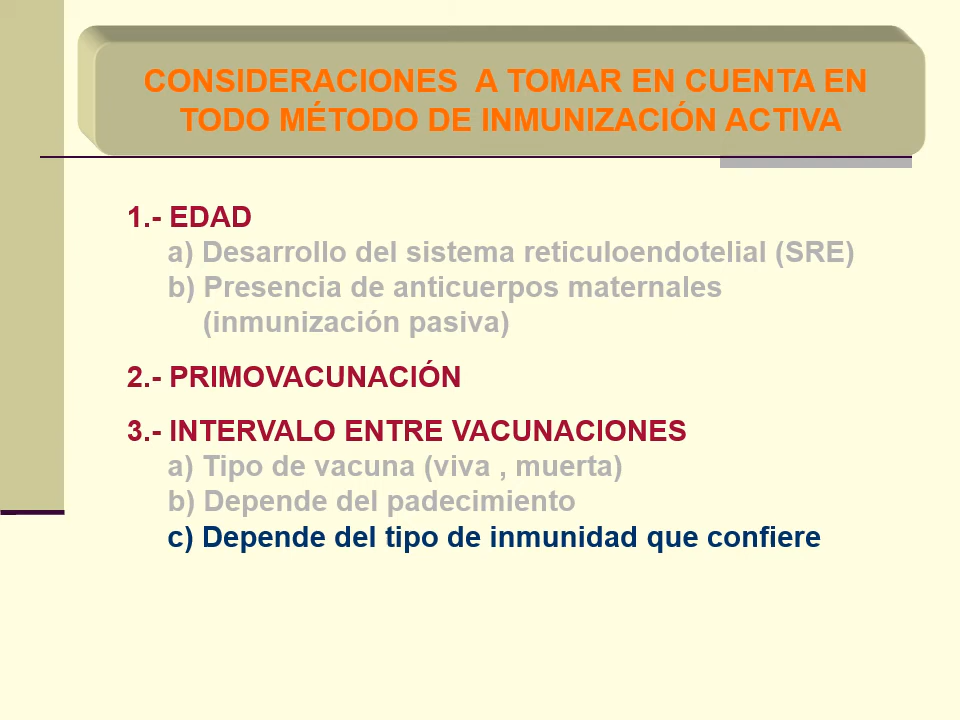 CONSIDERACIONES  A TOMAR EN CUENTA EN
TODO MÉTODO DE INMUNIZACIÓN ACTIVA
1.- EDAD
a) Desarrollo del sistema reticuloendotelial (SRE)
b) Presencia de anticuerpos maternales
(inmunización pasiva)
2.- PRIMOVACUNACIÓN
3.- INTERVALO ENTRE VACUNACIONES
a) Tipo de vacuna (viva , muerta)
b) Depende del padecimiento
c) Depende del tipo de inmunidad que confiere